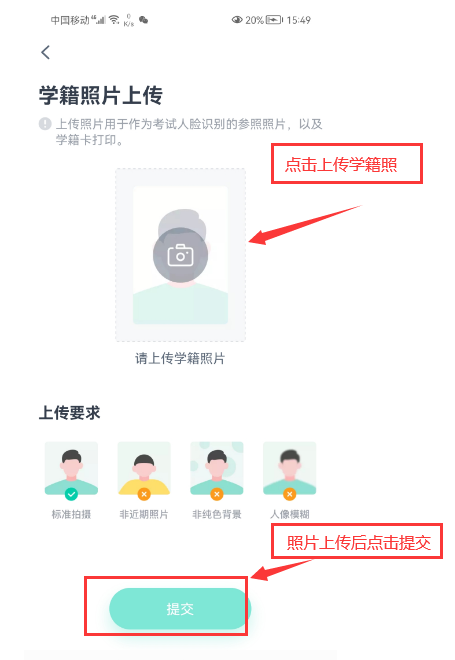 中国移动 0 K/s 20% 15:49
学籍照片上传
上传照片用于作为考试人脸识别的参照照片，以及
学籍卡打印。
点击上传学籍照
请上传学籍照片
上传要求
标准拍摄 非近期照片 非纯色背景 人像模糊
照片上传后点击提交
提交